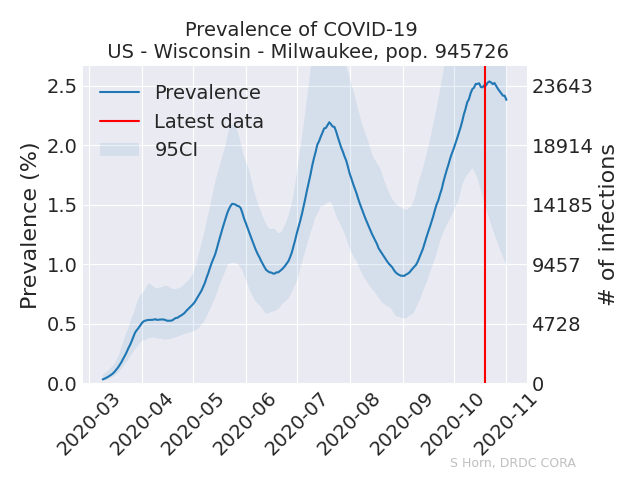 Prevalence of COVID-19
US - Wisconsin - Milwaukee, pop. 945726
Prevalence
Latest data
95CI
Prevalence (%)
2.5
2.0
1.5
1.0
0.5
0.0
23643
18914
14185
9457
4728
0
# of infections
2020-03
2020-04
2020-05
2020-06
2020-07
2020-08
2020-09
2020-10
2020-11
S Horn, DRDC CORA